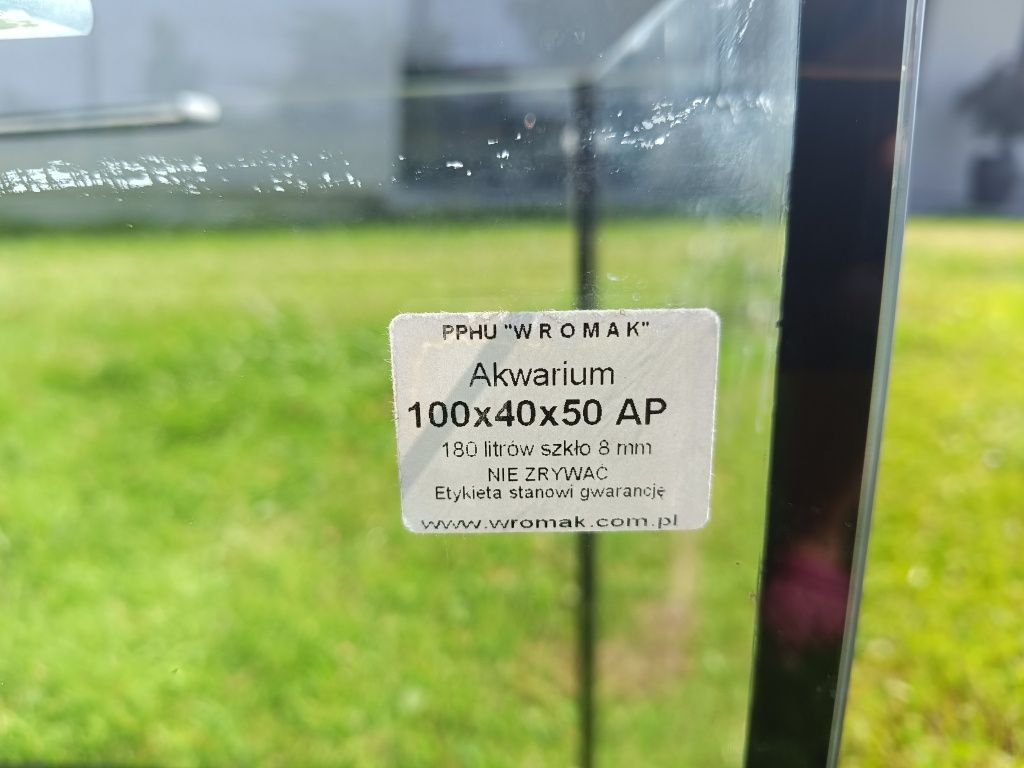 PPHU "W R O M A K"
Akwarium
100x40x50 AP
180 litrów szkło 8 mm
NIE ZRYWAĆ
Etykieta stanowi gwarancję
www.wromak.com.pl